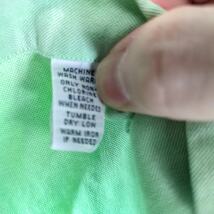 MACHINE
WASH WARM
ONLY NON-
CHLORINE
BLEACH
WHEN NEEDED
TUMBLE
DRY LOW
WARM IRON
IF NEEDED